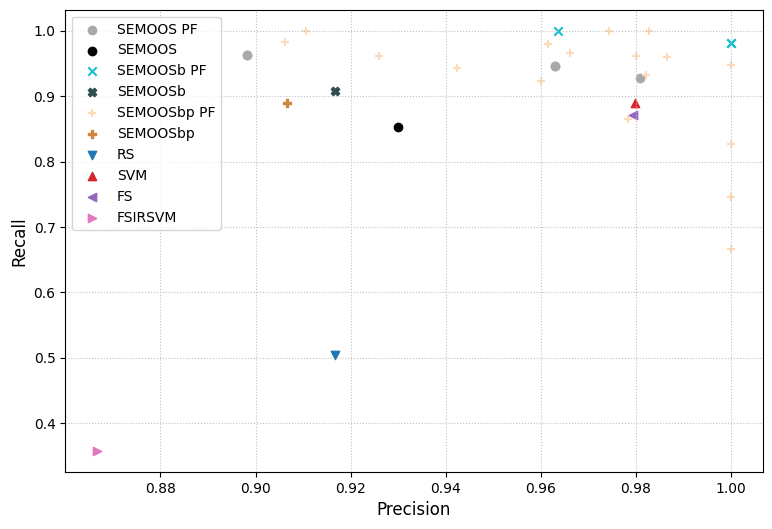 SEMOOS PF
SEMOOS
SEMOOSb PF
SEMOOSb
SEMOOSbp PF
SEMOOSbp
RS
SVM
FS
FSIRSVM
1.0
0.9
0.8
0.7
0.6
0.5
0.4
Recall
0.88 0.90 0.92 0.94 0.96 0.98 1.00
Precision